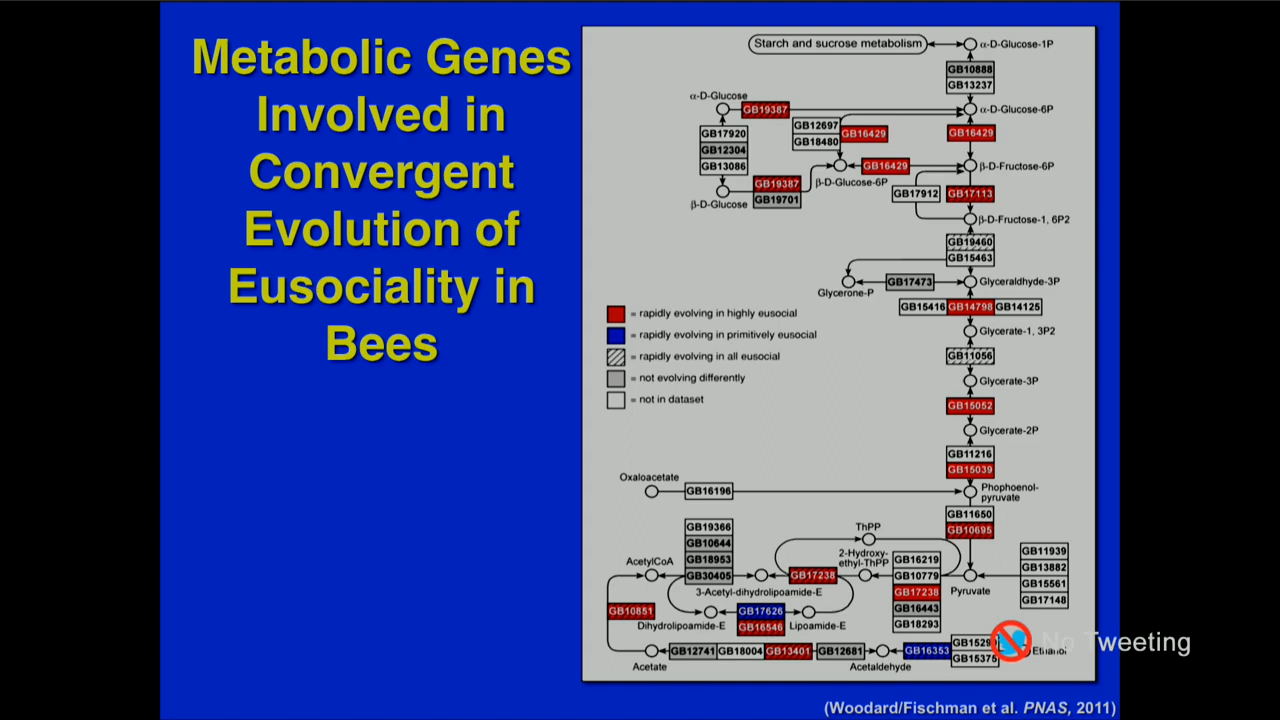 Metabolic Genes
Involved in
Convergent
Evolution of
Eusociality in
Bees
Starch and sucrose metabolism
α-D-Glucose-1P
GB10888
GB13237
α-D-Glucose
GB19387
α-D-Glucose-6P
GB17920
GB12304
GB13086
GB12697
GB18480
GB16429
GB16429
GB16429
β-D-Fructose-6P
GB19387
GB19701
β-D-Glucose-6P
β-D-Glucose
GB17912
GB17113
β-D-Fructose-1, 6P2
GB19460
GB15463
GB17473
Glyceraldhyde-3P
Glycerone-P
GB15416
GB14798
GB14125
Glycerate-1, 3P2
GB11056
Glycerate-3P
GB15052
Glycerate-2P
GB11216
GB15039
= rapidly evolving in highly eusocial
= rapidly evolving in primitively eusocial
= rapidly evolving in all eusocial
= not evolving differently
= not in dataset
Oxaloacetate
GB16196
Phophoenol-
pyruvate
GB11650
GB10695
ThPP
GB19366
GB10644
GB18953
GB30405
AcetylCoA
2-Hydroxy-
ethyl-ThPP
GB17238
GB16219
GB10779
GB17238
GB16443
GB18293
Pyruvate
GB11939
GB13882
GB15561
GB17148
3-Acetyl-dihydrolipoamide-E
GB10851
Dihydrolipoamide-E
GB17626
GB16546
Lipoamide-E
Acetate
GB12741
GB18004
GB13401
GB12681
Acetaldehyde
GB16353
GB15375
Ethanol
No Tweeting
(Woodard/Fischman et al. PNAS, 2011)